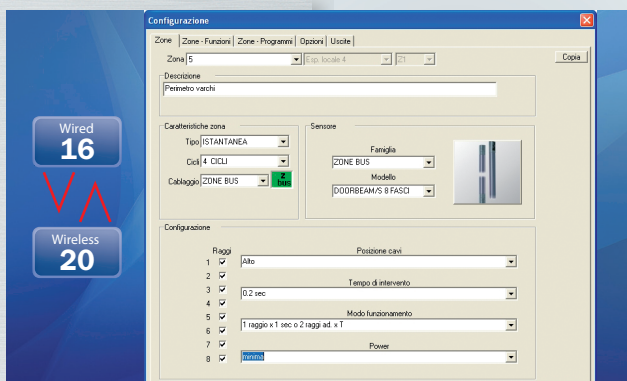 Configurazione
Zone Zone - Funzioni Zone - Programmi Opzioni Uscite
Zona 5 Esp. locale 4 Z1 Copia
Descrizione
Perimetro varchi
Caratteristiche zona
Tipo ISTANTANEA
Cicli 4 CICLI
Cablaggio ZONE BUS Z bus
Sensore
Famiglia
ZONE BUS
Modello
DOORBEAM/S 8 FASCI
Wired
16
Wireless
20
Configurazione
Raggi
1
2
3
4
5
6
7
8
Posizione cavi
Alto
Tempo di intervento
0.2 sec
Modo funzionamento
1 raggio x 1 sec o 2 raggi ad. x T
Power
minima